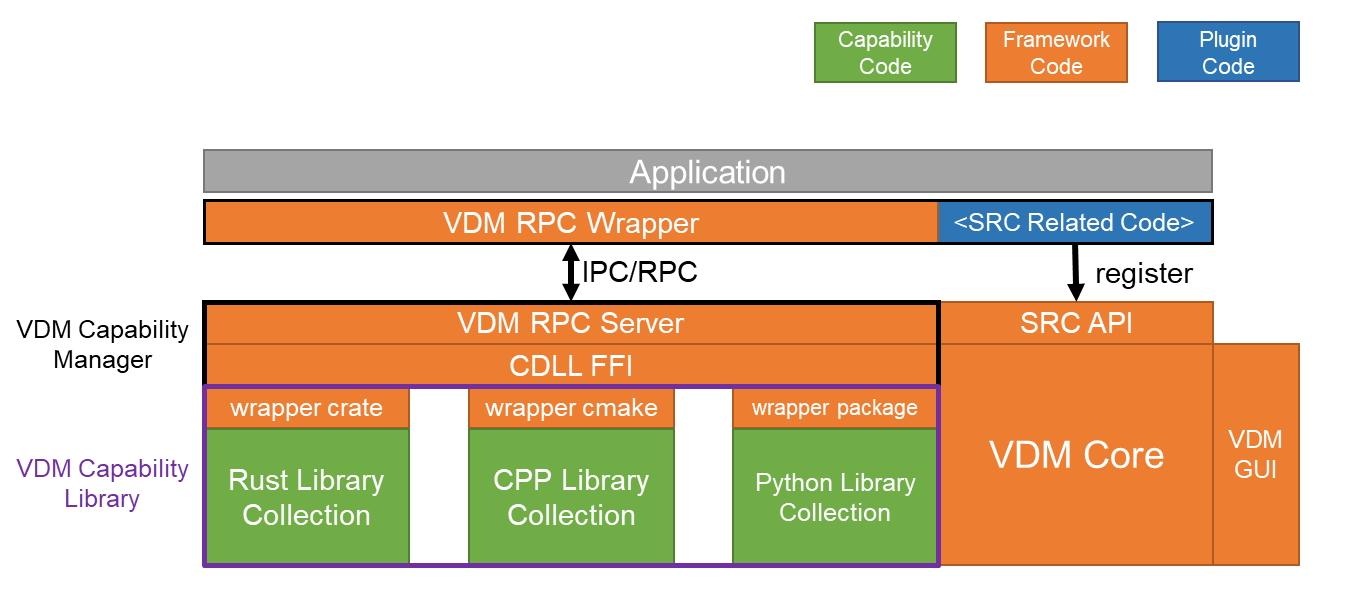 Capability
Code
Framework
Code
Plugin
Code
Application
VDM RPC Wrapper
<SRC Related Code>
IPC/RPC
register
VDM Capability
Manager
VDM RPC Server
SRC API
CDLL FFI
wrapper crate
wrapper cmake
wrapper package
VDM Capability
Library
Rust Library
Collection
CPP Library
Collection
Python Library
Collection
VDM Core
VDM
GUI